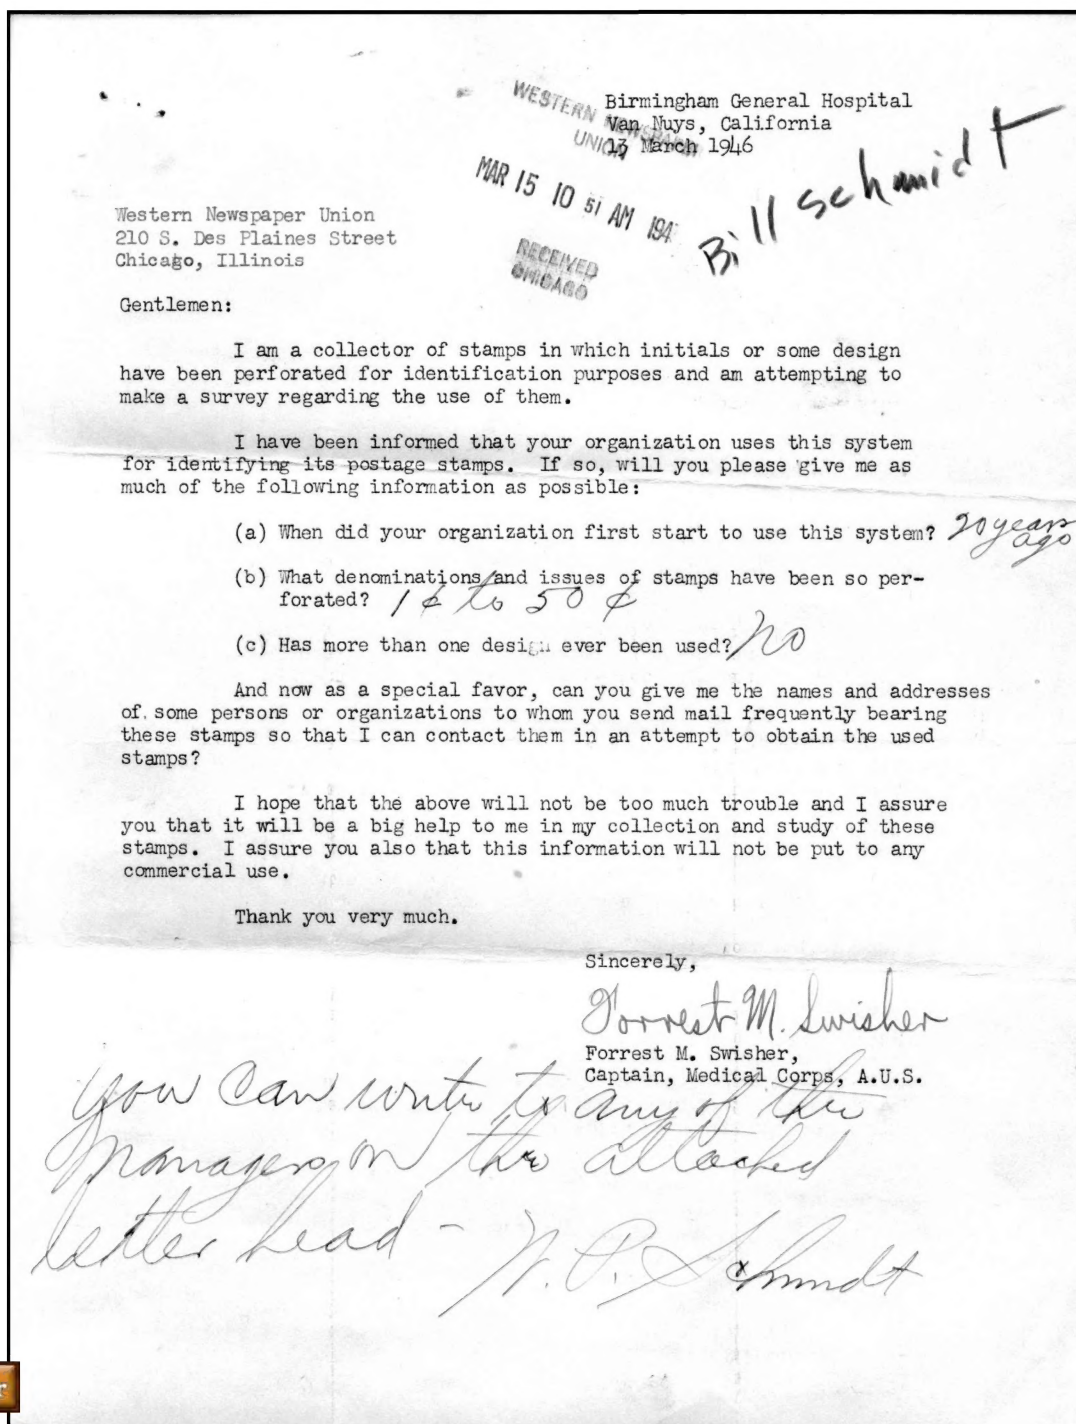 WESTERN NEWSPAPER
UNION
MAR 15 10 51 AM 194
RECEIVED
CHICAGO
Birmingham General Hospital
Van Nuys, California
13 March 1946
Bill Schmidt
Western Newspaper Union
210 S. Des Plaines Street
Chicago, Illinois
Gentlemen:
I am a collector of stamps in which initials or some design
have been perforated for identification purposes and am attempting to
make a survey regarding the use of them.
I have been informed that your organization uses this system
for identifying its postage stamps. If so, will you please give me as
much of the following information as possible:
(a) When did your organization first start to use this system? 20 years
ago
(b) What denominations and issues of stamps have been so per-
forated? 1¢ to 50¢
(c) Has more than one design ever been used? No
And now as a special favor, can you give me the names and addresses
of some persons or organizations to whom you send mail frequently bearing
these stamps so that I can contact them in an attempt to obtain the used
stamps?
I hope that the above will not be too much trouble and I assure
you that it will be a big help to me in my collection and study of these
stamps. I assure you also that this information will not be put to any
commercial use.
Thank you very much.
Sincerely,
Forrest M. Swisher
Forrest M. Swisher,
Captain, Medical Corps, A.U.S.
You can write to any of the
managers on the attached
letter head -
W. P. Schmidt
r